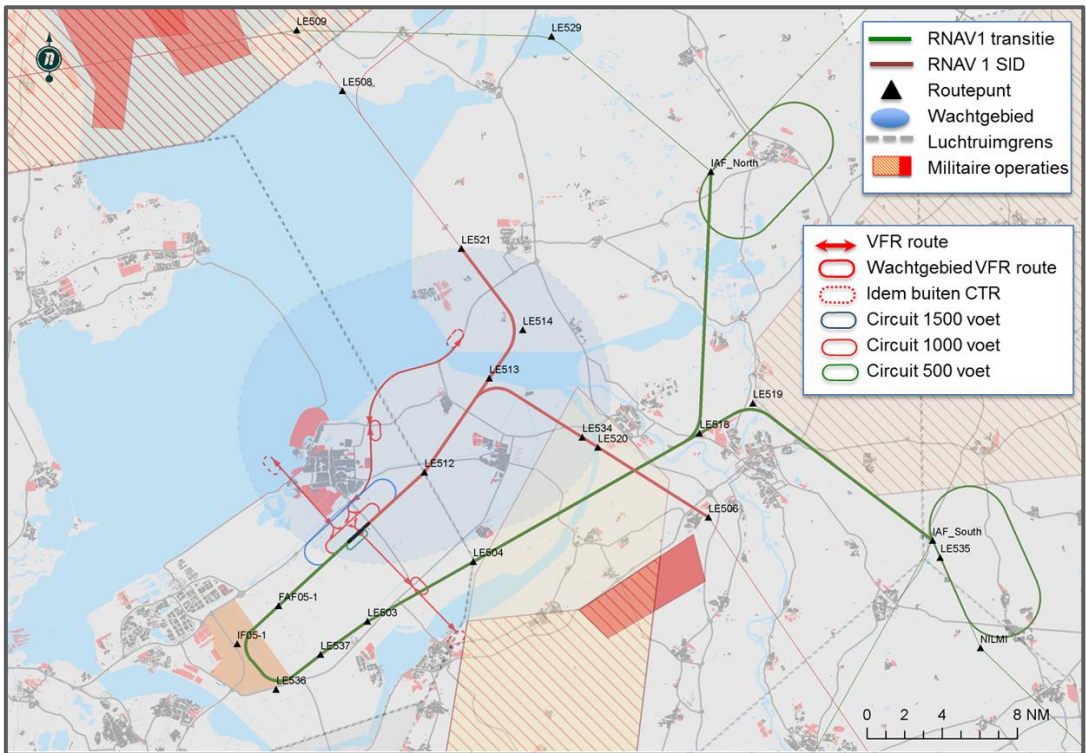 LE509
LE529
n
LE508
RNAV1 transitie
RNAV 1 SID
Routepunt
Wachtgebied
Luchtruimgrens
Militaire operaties
IAF_North
VFR route
Wachtgebied VFR route
Idem buiten CTR
Circuit 1500 voet
Circuit 1000 voet
Circuit 500 voet
LE521
LE514
LE513
LE519
LE534
LE518
LE520
LE512
LE506
IAF_South
LE535
LE504
FAF05-1
LE503
IF05-1
LE537
NILMI
LE536
0 2 4 8 NM